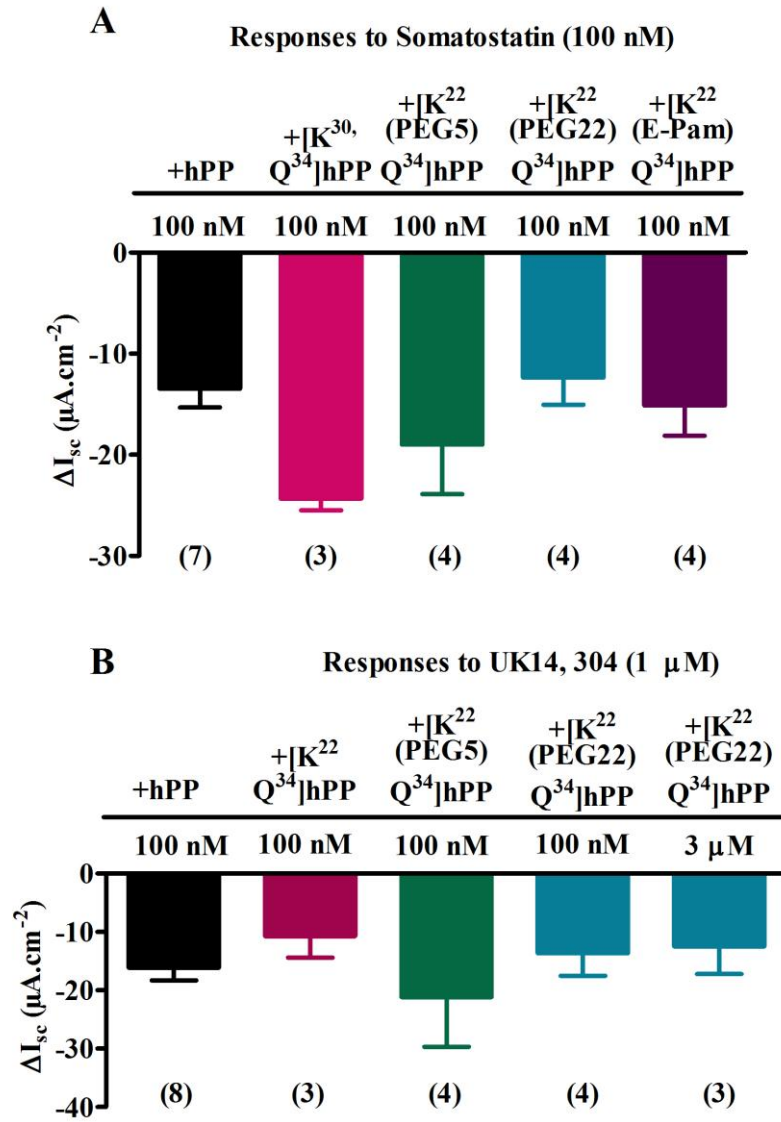 A
Responses to Somatostatin (100 nM)
+hPP
+[K³⁰,
Q³⁴]hPP
+[K²²
(PEG5)
Q³⁴]hPP
+[K²²
(PEG22)
Q³⁴]hPP
+[K²²
(E-Pam)
Q³⁴]hPP
100 nM 100 nM 100 nM 100 nM 100 nM
0
-10
-20
-30
ΔIsc (μA.cm⁻²)
(7) (3) (4) (4) (4)
B
Responses to UK14, 304 (1 μM)
+hPP
+[K²²
Q³⁴]hPP
+[K²²
(PEG5)
Q³⁴]hPP
+[K²²
(PEG22)
Q³⁴]hPP
+[K²²
(PEG22)
Q³⁴]hPP
100 nM 100 nM 100 nM 100 nM 3 μM
0
-10
-20
-30
-40
ΔIsc (μA.cm⁻²)
(8) (3) (4) (4) (3)